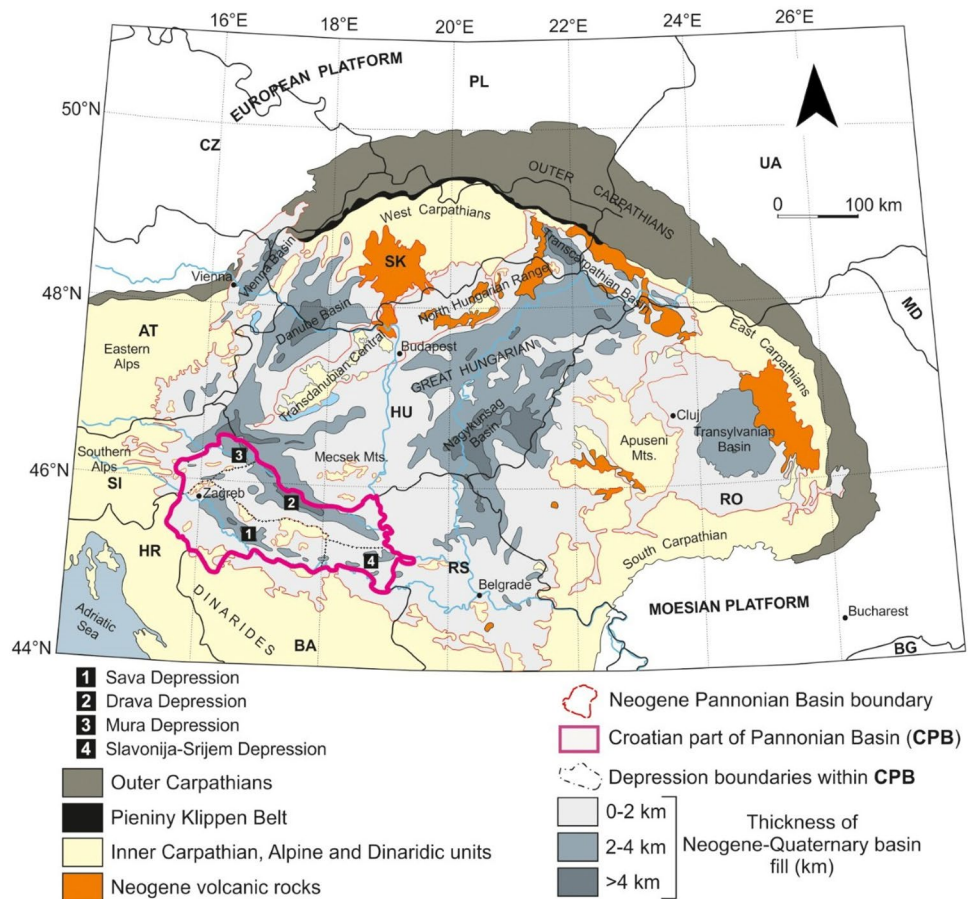 16°E 18°E 20°E 22°E 24°E 26°E
EUROPEAN PLATFORM
PL
50°N
CZ
UA
OUTER CARPATHIANS
West Carpathians
0 100 km
SK
Vienna
Vienna Basin
Transcarpathian Basin
48°N
North Hungarian Range
MD
Danube Basin
AT
East Carpathians
Eastern Alps
Transdanubian Central
Budapest
GREAT HUNGARIAN
HU
Cluj
Nagykunsag Basin
Transylvanian Basin
Apuseni Mts.
Southern Alps
3
Mecsek Mts.
46°N
SI
Zagreb
2
RO
1
HR
4
South Carpathian
RS
Belgrade
DINARIDES
MOESIAN PLATFORM
Adriatic Sea
Bucharest
BA
44°N
BG
1 Sava Depression
2 Drava Depression
3 Mura Depression
4 Slavonija-Srijem Depression
Outer Carpathians
Pieniny Klippen Belt
Inner Carpathian, Alpine and Dinaridic units
Neogene volcanic rocks
Neogene Pannonian Basin boundary
Croatian part of Pannonian Basin (CPB)
Depression boundaries within CPB
0-2 km
2-4 km
>4 km
Thickness of
Neogene-Quaternary basin
fill (km)